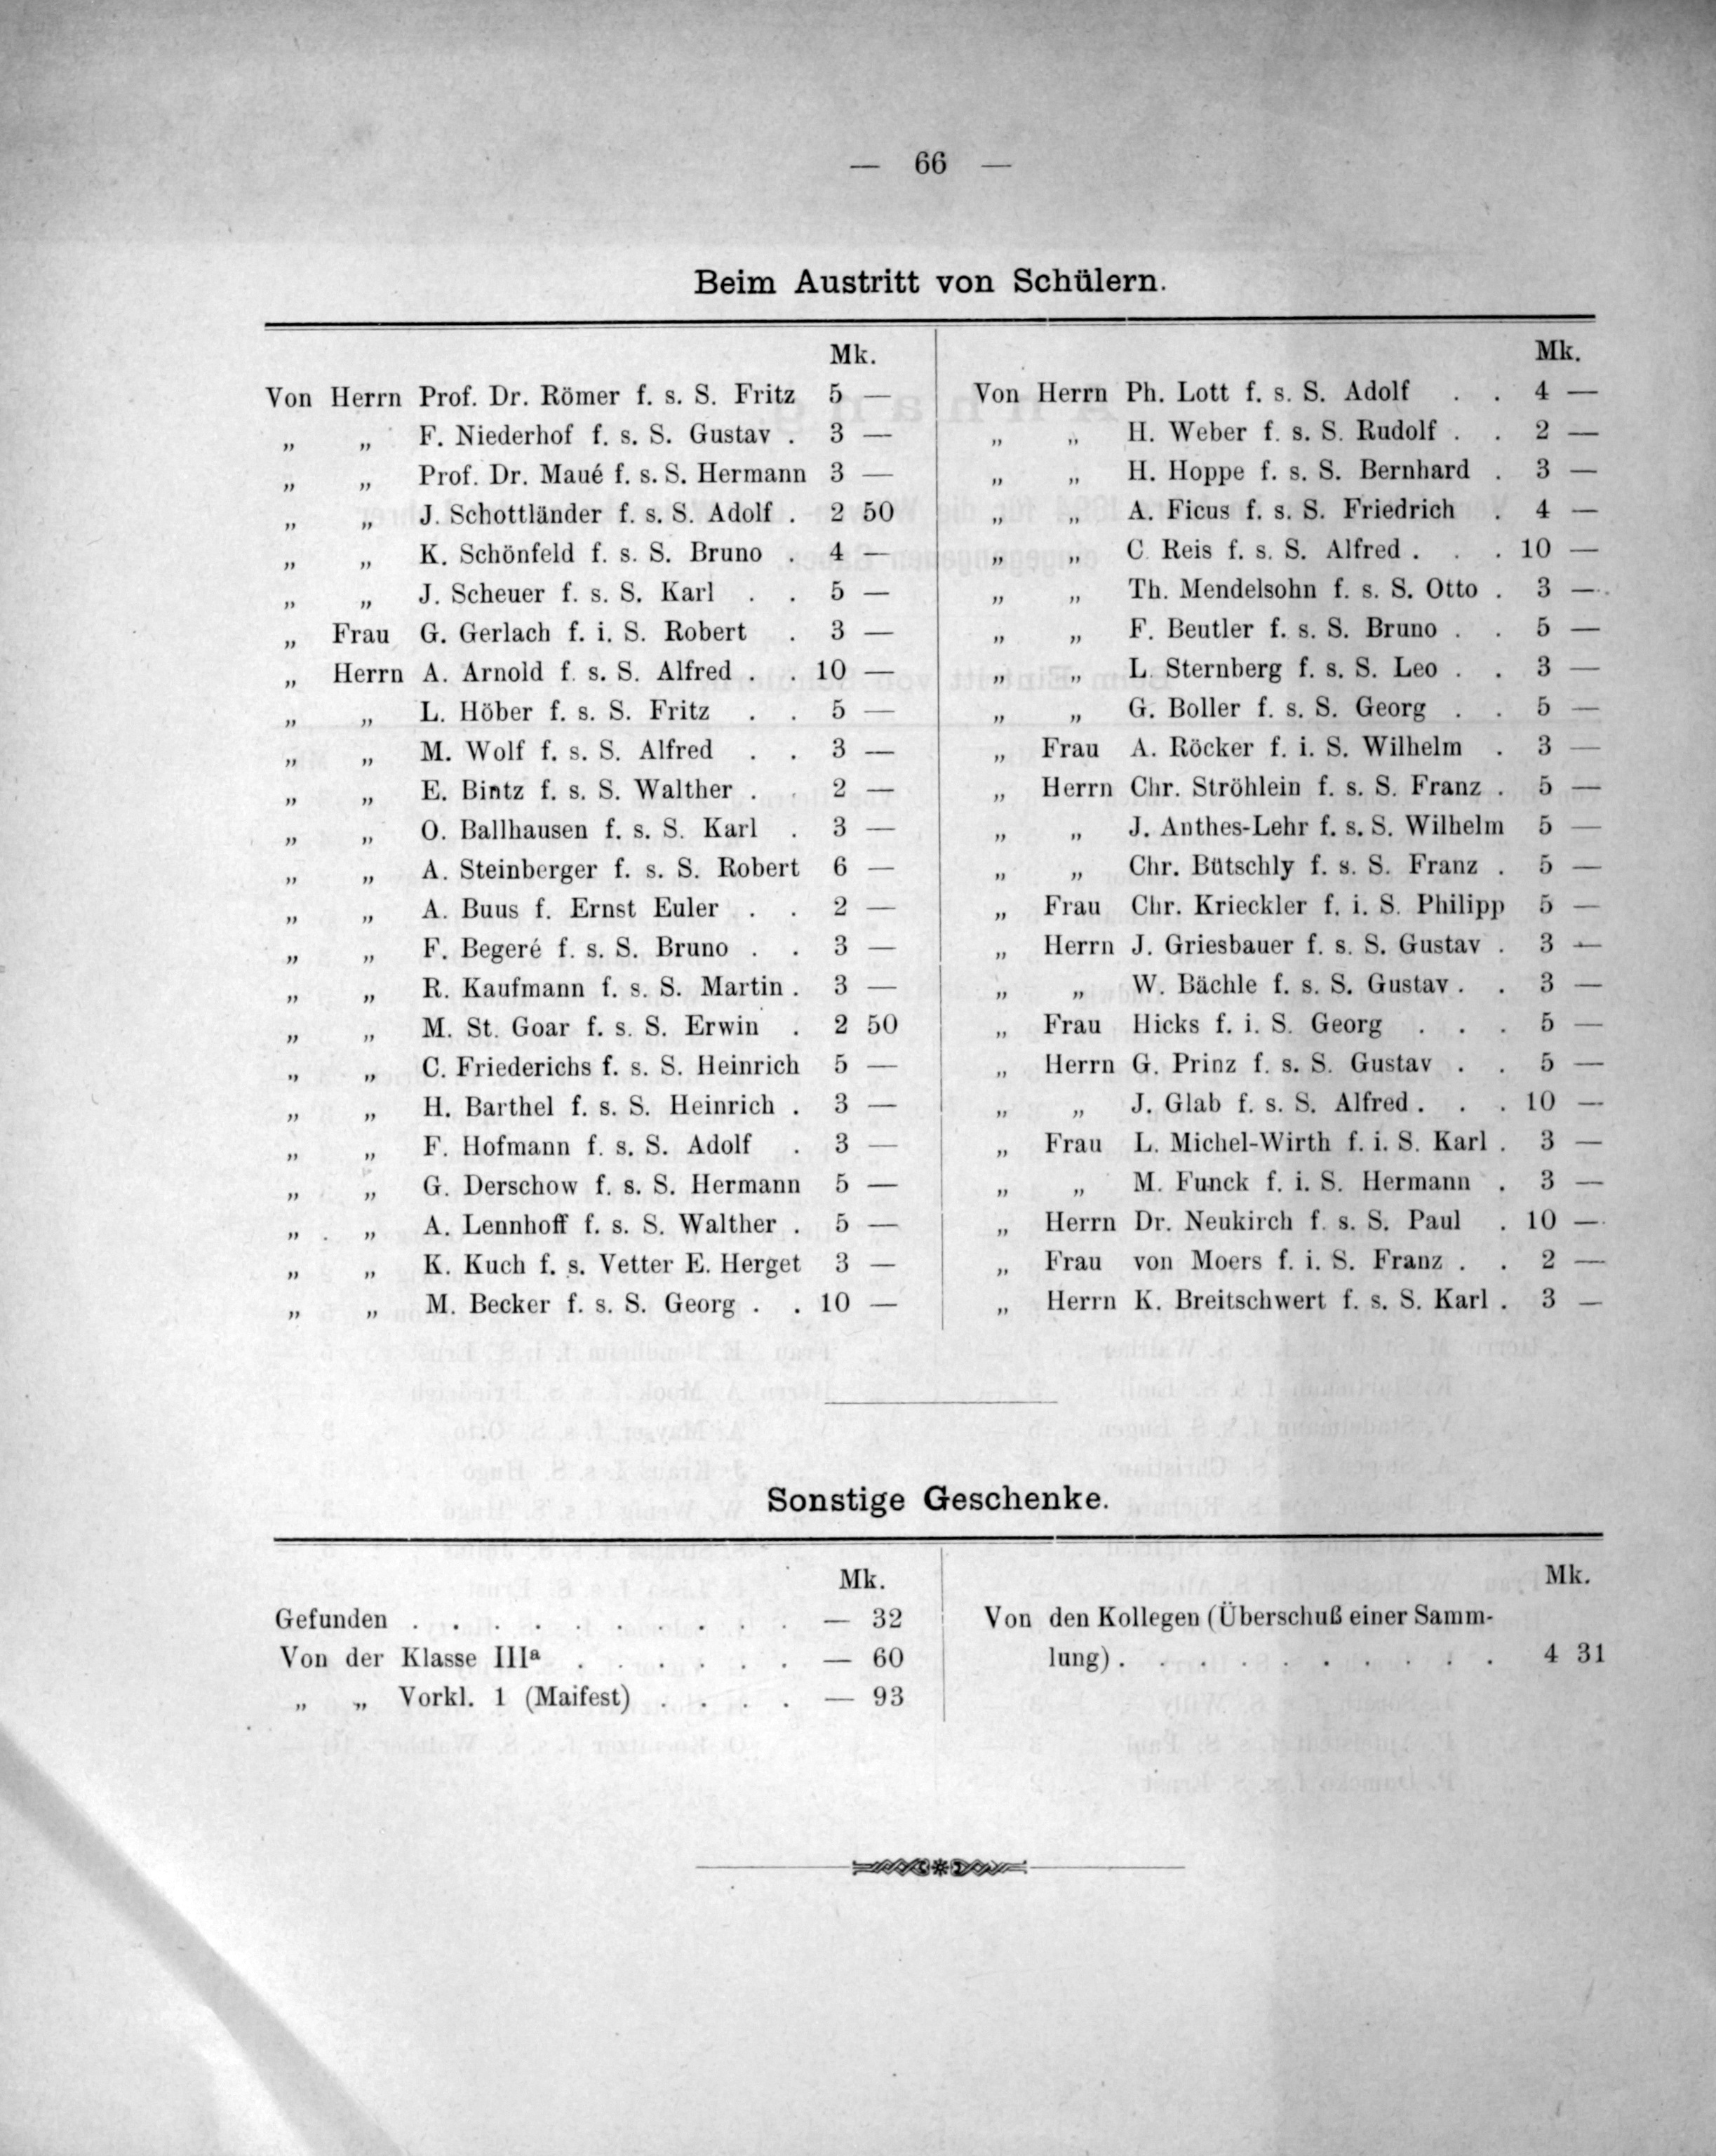 — 66 —
Beim Austritt von Schülern.
Mk.
Von Herrn Prof. Dr. Römer f. s. S. Fritz 5 —
„ „ F. Niederhof f. s. S. Gustav . 3 —
„ „ Prof. Dr. Maué f. s. S. Hermann 3 —
„ „ J. Schottländer f. s. S. Adolf . 2 50
„ „ K. Schönfeld f. s. S. Bruno . 4 —
„ „ J. Scheuer f. s. S. Karl . . 5 —
„ Frau G. Gerlach f. i. S. Robert . 3 —
„ Herrn A. Arnold f. s. S. Alfred . . 10 —
„ „ L. Höber f. s. S. Fritz . . 5 —
„ „ M. Wolf f. s. S. Alfred . . 3 —
„ „ E. Bintz f. s. S. Walther . . 2 —
„ „ O. Ballhausen f. s. S. Karl . 3 —
„ „ A. Steinberger f. s. S. Robert 6 —
„ „ A. Buus f. Ernst Euler . . 2 —
„ „ F. Begeré f. s. S. Bruno . . 3 —
„ „ R. Kaufmann f. s. S. Martin . 3 —
„ „ M. St. Goar f. s. S. Erwin . 2 50
„ „ C. Friederichs f. s. S. Heinrich 5 —
„ „ H. Barthel f. s. S. Heinrich . 3 —
„ „ F. Hofmann f. s. S. Adolf . 3 —
„ „ G. Derschow f. s. S. Hermann 5 —
„ „ A. Lennhoff f. s. S. Walther . 5 —
„ „ K. Kuch f. s. Vetter E. Herget 3 —
„ „ M. Becker f. s. S. Georg . . 10 —
Mk.
Von Herrn Ph. Lott f. s. S. Adolf . . 4 —
„ „ H. Weber f. s. S. Rudolf . . 2 —
„ „ H. Hoppe f. s. S. Bernhard . 3 —
„ „ A. Ficus f. s. S. Friedrich . 4 —
„ „ C. Reis f. s. S. Alfred . . . 10 —
„ „ Th. Mendelsohn f. s. S. Otto . 3 —
„ „ F. Beutler f. s. S. Bruno . . 5 —
„ „ L. Sternberg f. s. S. Leo . . 3 —
„ „ G. Boller f. s. S. Georg . . 5 —
„ Frau A. Röcker f. i. S. Wilhelm . 3 —
„ Herrn Chr. Ströhlein f. s. S. Franz . 5 —
„ „ J. Anthes-Lehr f. s. S. Wilhelm 5 —
„ „ Chr. Bütschly f. s. S. Franz . 5 —
„ Frau Chr. Krieckler f. i. S. Philipp 5 —
„ Herrn J. Griesbauer f. s. S. Gustav . 3 —
„ „ W. Bächle f. s. S. Gustav . . 3 —
„ Frau Hicks f. i. S. Georg . . . 5 —
„ Herrn G. Prinz f. s. S. Gustav . . 5 —
„ „ J. Glab f. s. S. Alfred . . . 10 —
„ Frau L. Michel-Wirth f. i. S. Karl . 3 —
„ „ M. Funck f. i. S. Hermann . 3 —
„ Herrn Dr. Neukirch f. s. S. Paul . 10 —
„ Frau von Moers f. i. S. Franz . . 2 —
„ Herrn K. Breitschwert f. s. S. Karl . 3 —
Sonstige Geschenke.
Mk.
Gefunden . . . . . . . . . . — 32
Von der Klasse IIIa . . . . . . — 60
„ „ Vorkl. 1 (Maifest) . . . . — 93
Mk.
Von den Kollegen (Überschuß einer Samm-
lung) . . . . . . . . . . 4 31